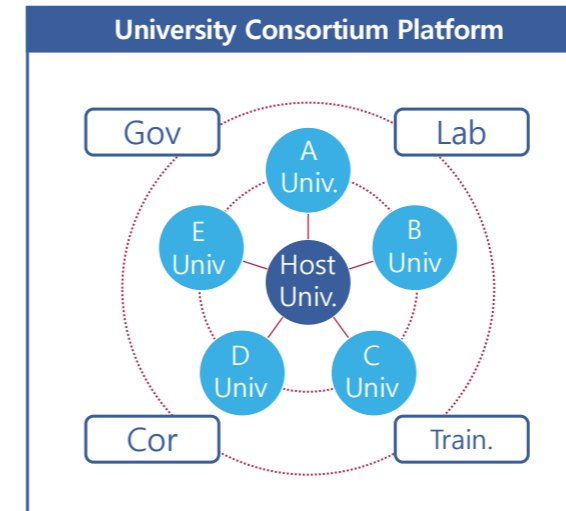 University Consortium Platform
Gov
Lab
A
Univ.
E
Univ
B
Univ
Host
Univ.
D
Univ
C
Univ
Cor
Train.